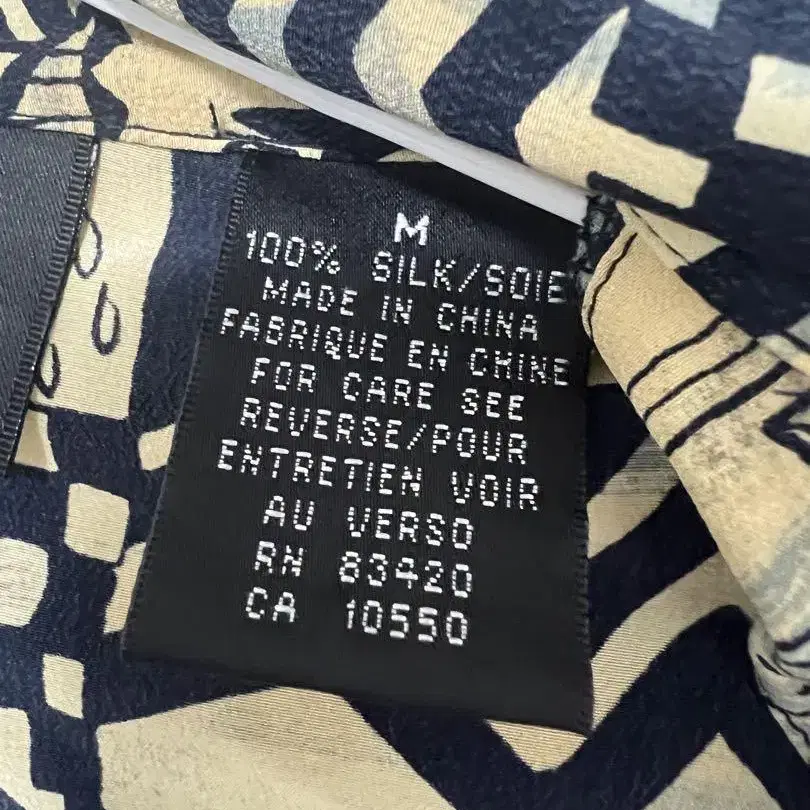 M
100% SILK/SOIE
MADE IN CHINA
FABRIQUE EN CHINE
FOR CARE SEE
REVERSE/POUR
ENTRETIEN VOIR
AU VERSO
RN 83420
CA 10550